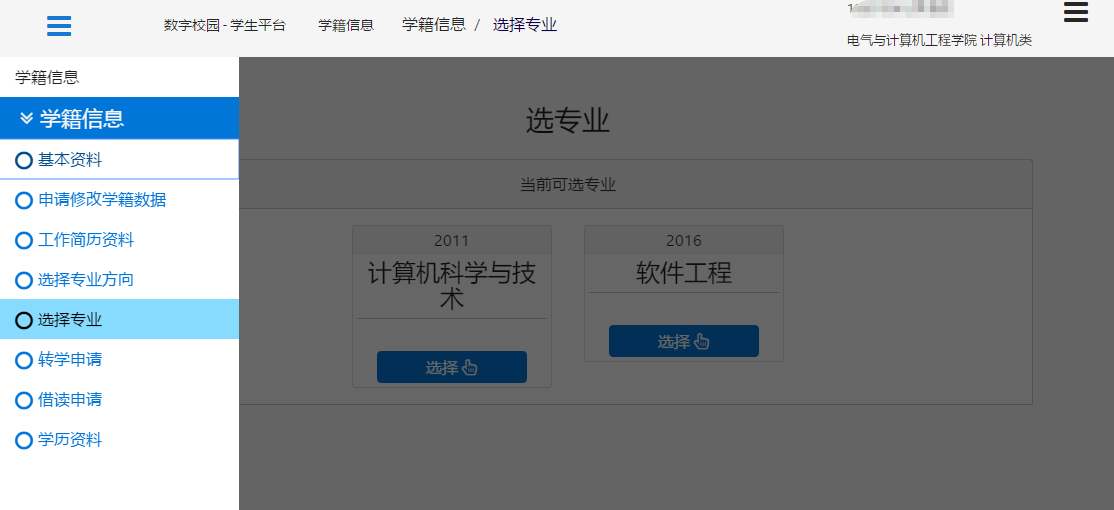 数字校园 - 学生平台
学籍信息
学籍信息 / 选择专业
电气与计算机工程学院 计算机类
学籍信息
学籍信息
基本资料
申请修改学籍数据
工作简历资料
选择专业方向
选择专业
转学申请
借读申请
学历资料
选专业
当前可选专业
2011
计算机科学与技
术
选择
2016
软件工程
选择